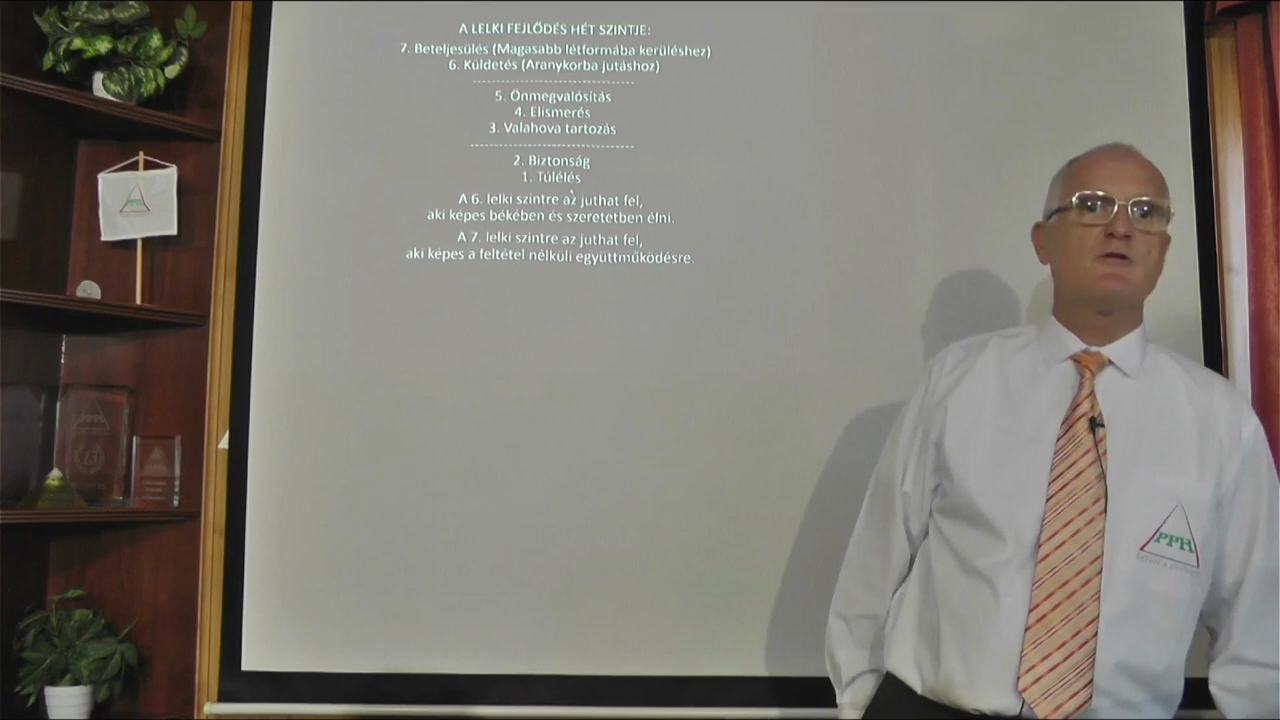 A LELKI FEJLŐDÉS HÉT SZINTJE:
7. Beteljesülés (Magasabb létformába kerüléshez)
6. Küldetés (Aranykorba jutáshoz)
5. Önmegvalósítás
4. Elismerés
3. Valahova tartozás
2. Biztonság
1. Túlélés
A 6. lelki szintre az juthat fel,
aki képes békében és szeretetben élni.
A 7. lelki szintre az juthat fel,
aki képes a feltétel nélküli együttműködésre.
PPH